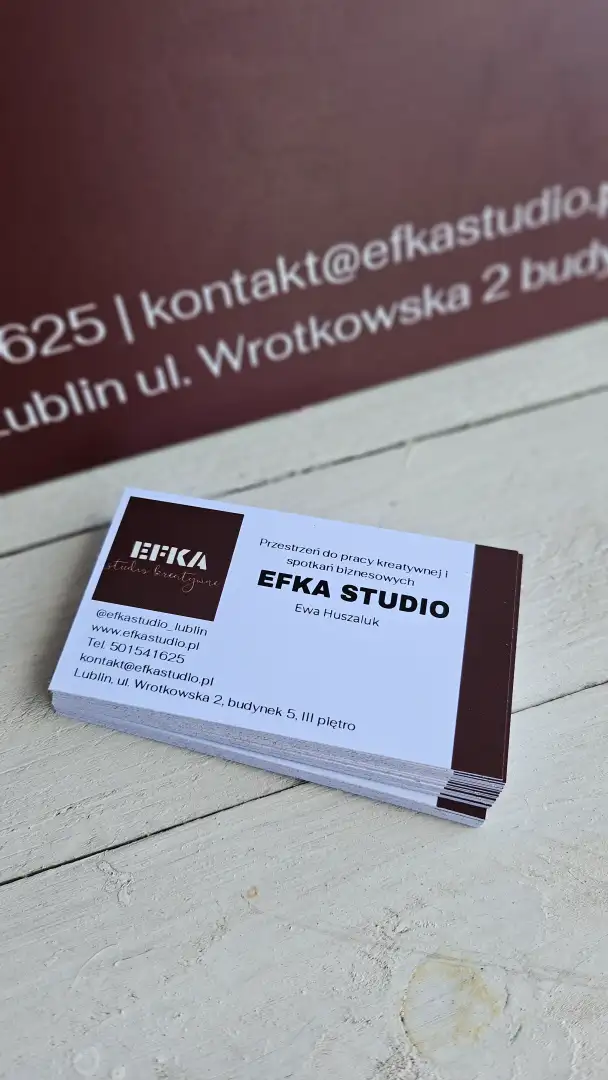 625 | kontakt@efkastudio.p
Lublin ul. Wrotkowska 2 budy
EFKA
studio kreatywne
Przestrzeń do pracy kreatywnej i
spotkań biznesowych
EFKA STUDIO
Ewa Huszaluk
@efkastudio_lublin
www.efkastudio.pl
Tel. 501541625
kontakt@efkastudio.pl
Lublin, ul. Wrotkowska 2, budynek 5, III piętro